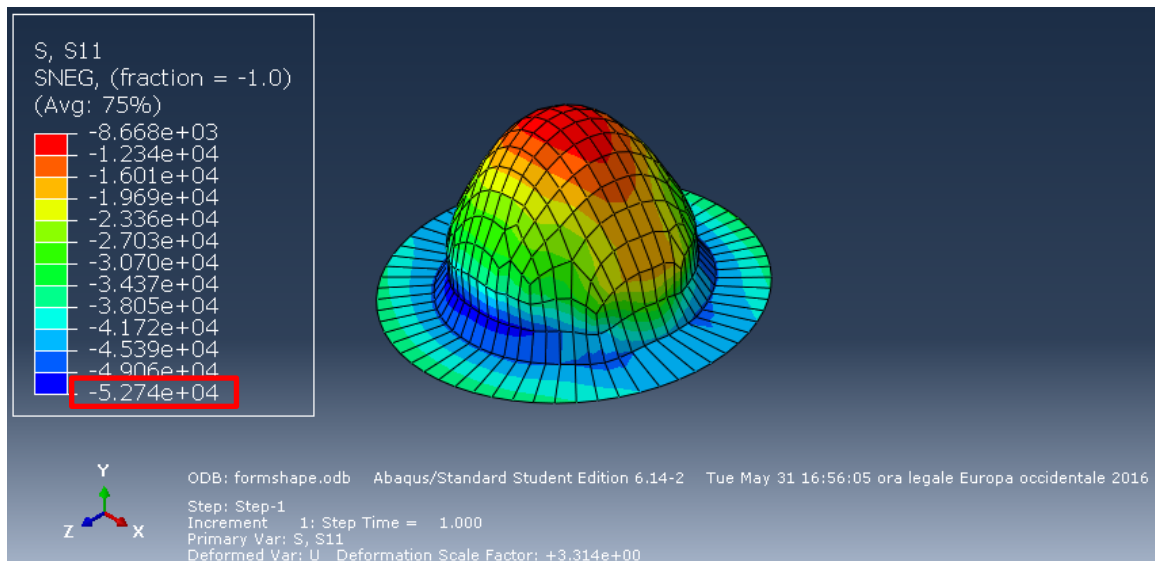 S, S11
SNEG, (fraction = -1.0)
(Avg: 75%)
-8.668e+03
-1.234e+04
-1.601e+04
-1.969e+04
-2.336e+04
-2.703e+04
-3.070e+04
-3.437e+04
-3.805e+04
-4.172e+04
-4.539e+04
-4.906e+04
-5.274e+04
Y
Z
X
ODB: formshape.odb Abaqus/Standard Student Edition 6.14-2 Tue May 31 16:56:05 ora legale Europa occidentale 2016
Step: Step-1
Increment 1: Step Time = 1.000
Primary Var: S, S11
Deformed Var: U Deformation Scale Factor: +3.314e+00